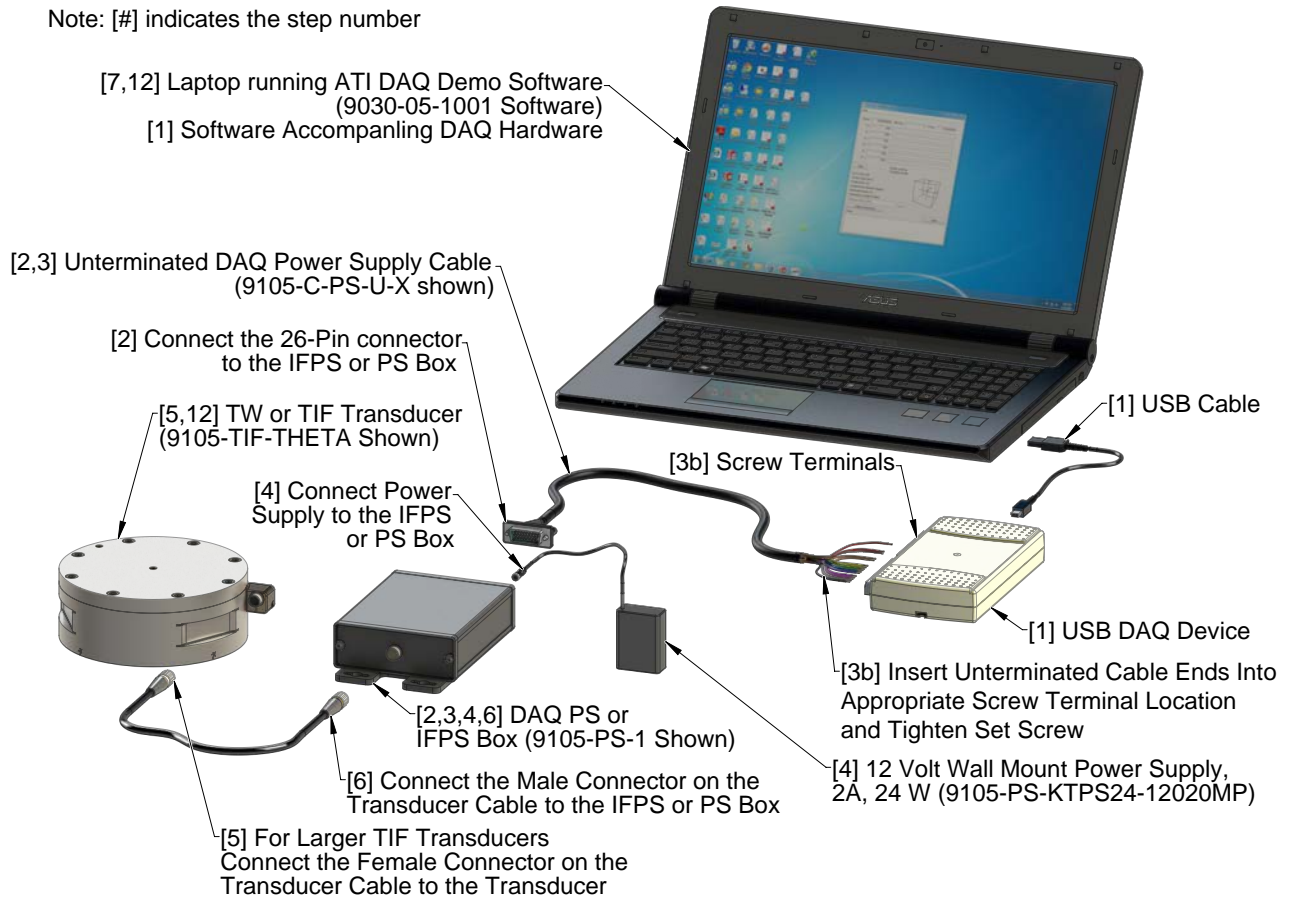 Note: [#] indicates the step number
[7,12] Laptop running ATI DAQ Demo Software
(9030-05-1001 Software)
[1] Software Accompanling DAQ Hardware
[2,3] Unterminated DAQ Power Supply Cable
(9105-C-PS-U-X shown)
[2] Connect the 26-Pin connector
to the IFPS or PS Box
[5,12] TW or TIF Transducer
(9105-TIF-THETA Shown)
[4] Connect Power
Supply to the IFPS
or PS Box
ASUS
[1] USB Cable
[3b] Screw Terminals
[1] USB DAQ Device
[3b] Insert Unterminated Cable Ends Into
Appropriate Screw Terminal Location
and Tighten Set Screw
[2,3,4,6] DAQ PS or
IFPS Box (9105-PS-1 Shown)
[4] 12 Volt Wall Mount Power Supply,
2A, 24 W (9105-PS-KTPS24-12020MP)
[6] Connect the Male Connector on the
Transducer Cable to the IFPS or PS Box
[5] For Larger TIF Transducers
Connect the Female Connector on the
Transducer Cable to the Transducer